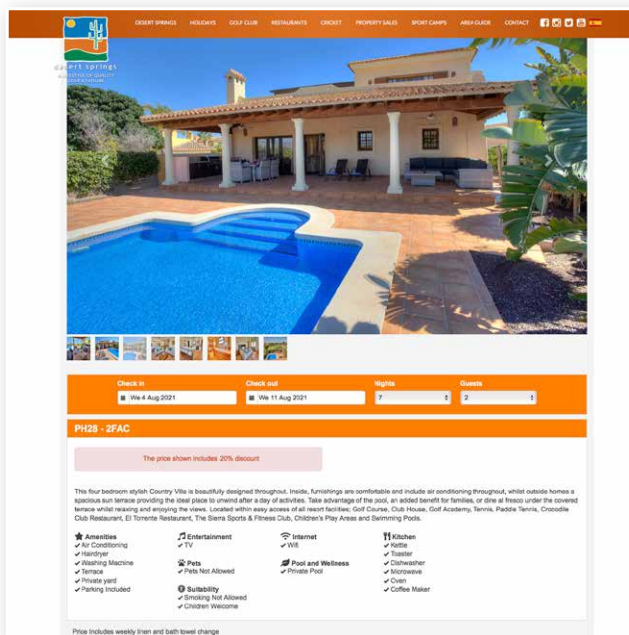 DESERT SPRINGS HOLIDAYS GOLF CLUB RESTAURANTS CRICKET PROPERTY SALES SPORT CAMPS AREA GUIDE CONTACT
desert springs
Check in Check out Nights Guests
We 4 Aug 2021 We 11 Aug 2021 7 2
PH28 - 2FAC
The price shown includes 20% discount
This four bedroom stylish Country Villa is beautifully designed throughout. Inside, furnishings are comfortable and include air conditioning throughout, whilst outside homes a
spacious sun terrace providing the ideal place to unwind after a day of activities. Take advantage of the pool, an added benefit for families, or dine al fresco under the covered
terrace whilst relaxing and enjoying the views. Located within easy access of all resort facilities; Golf Course, Club House, Golf Academy, Tennis, Paddle Tennis, Crocodile
Club Restaurant, El Torrente Restaurant, The Sierra Sports & Fitness Club, Children's Play Areas and Swimming Pools.
Amenities
Air Conditioning
Hairdryer
Washing Machine
Terrace
Private yard
Parking Included
Entertainment
TV
Pets
Pets Not Allowed
Suitability
Smoking Not Allowed
Children Welcome
Internet
Wifi
Pool and Wellness
Private Pool
Kitchen
Kettle
Toaster
Dishwasher
Microwave
Oven
Coffee Maker
Price Includes weekly linen and bath towel change